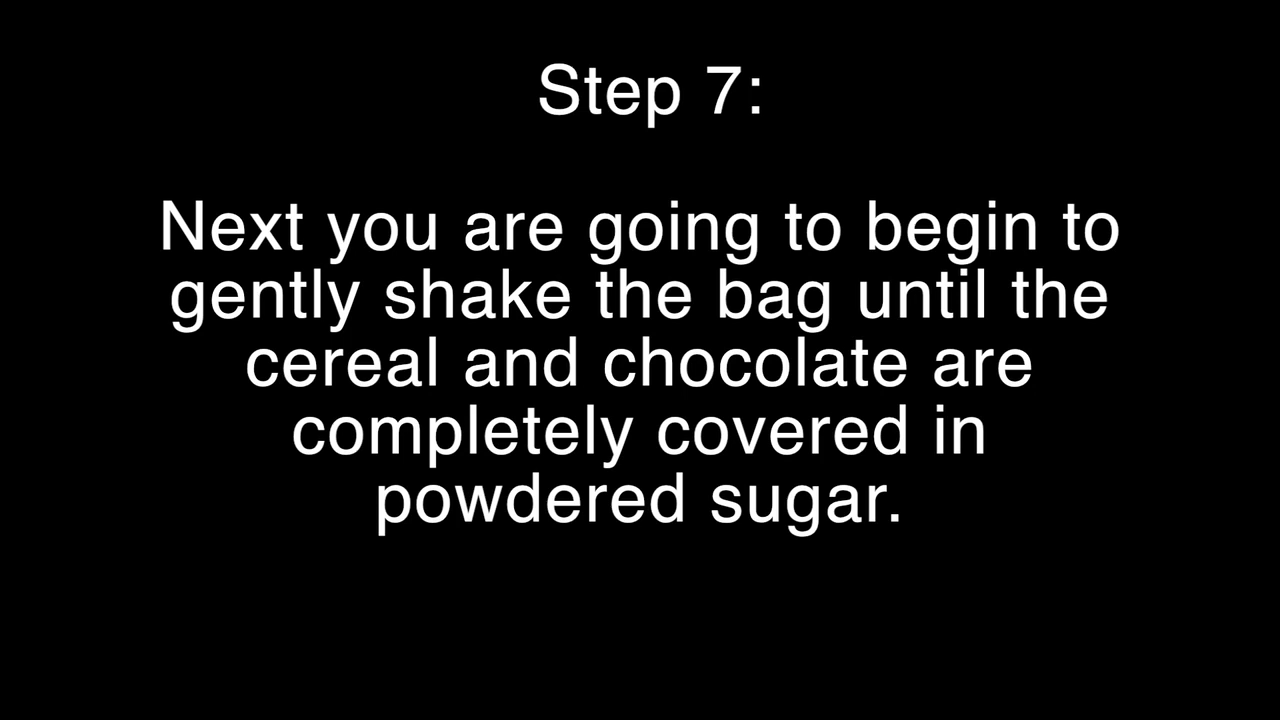 Step 7:
Next you are going to begin to
gently shake the bag until the
cereal and chocolate are
completely covered in
powdered sugar.